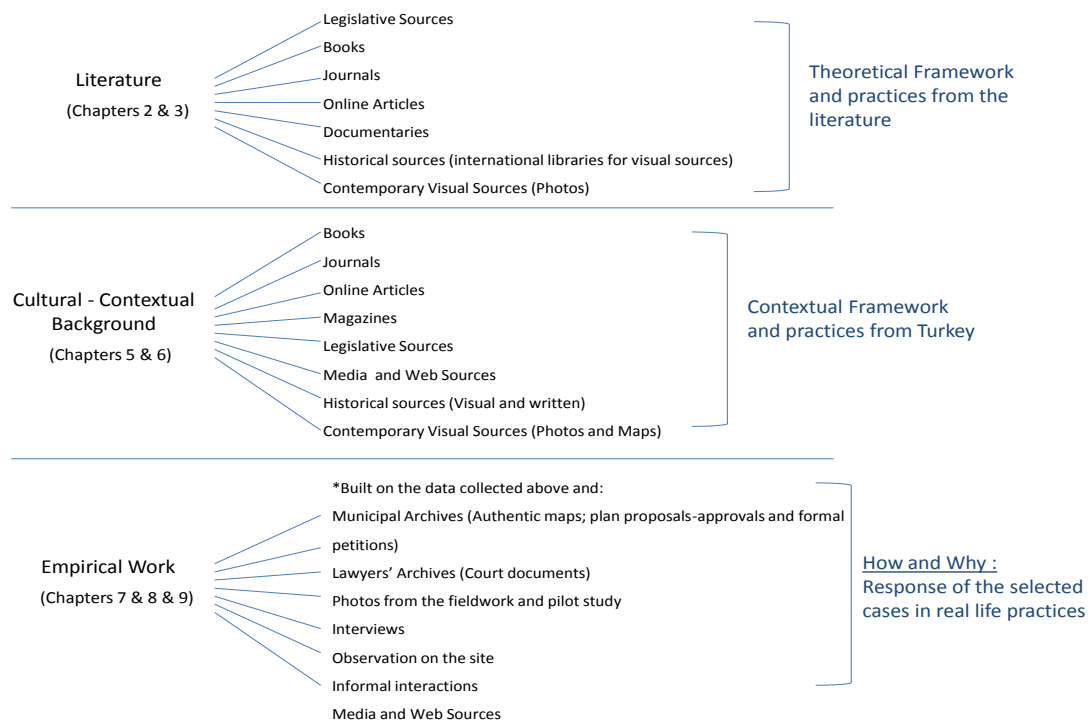 Literature
(Chapters 2 & 3)
Legislative Sources
Books
Journals
Online Articles
Documentaries
Historical sources (international libraries for visual sources)
Contemporary Visual Sources (Photos)
Theoretical Framework
and practices from the
literature
Cultural - Contextual
Background
(Chapters 5 & 6)
Books
Journals
Online Articles
Magazines
Legislative Sources
Media and Web Sources
Historical sources (Visual and written)
Contemporary Visual Sources (Photos and Maps)
Contextual Framework
and practices from Turkey
Empirical Work
(Chapters 7 & 8 & 9)
*Built on the data collected above and:
Municipal Archives (Authentic maps; plan proposals-approvals and formal
petitions)
Lawyers’ Archives (Court documents)
Photos from the fieldwork and pilot study
Interviews
Observation on the site
Informal interactions
Media and Web Sources
How and Why :
Response of the selected
cases in real life practices